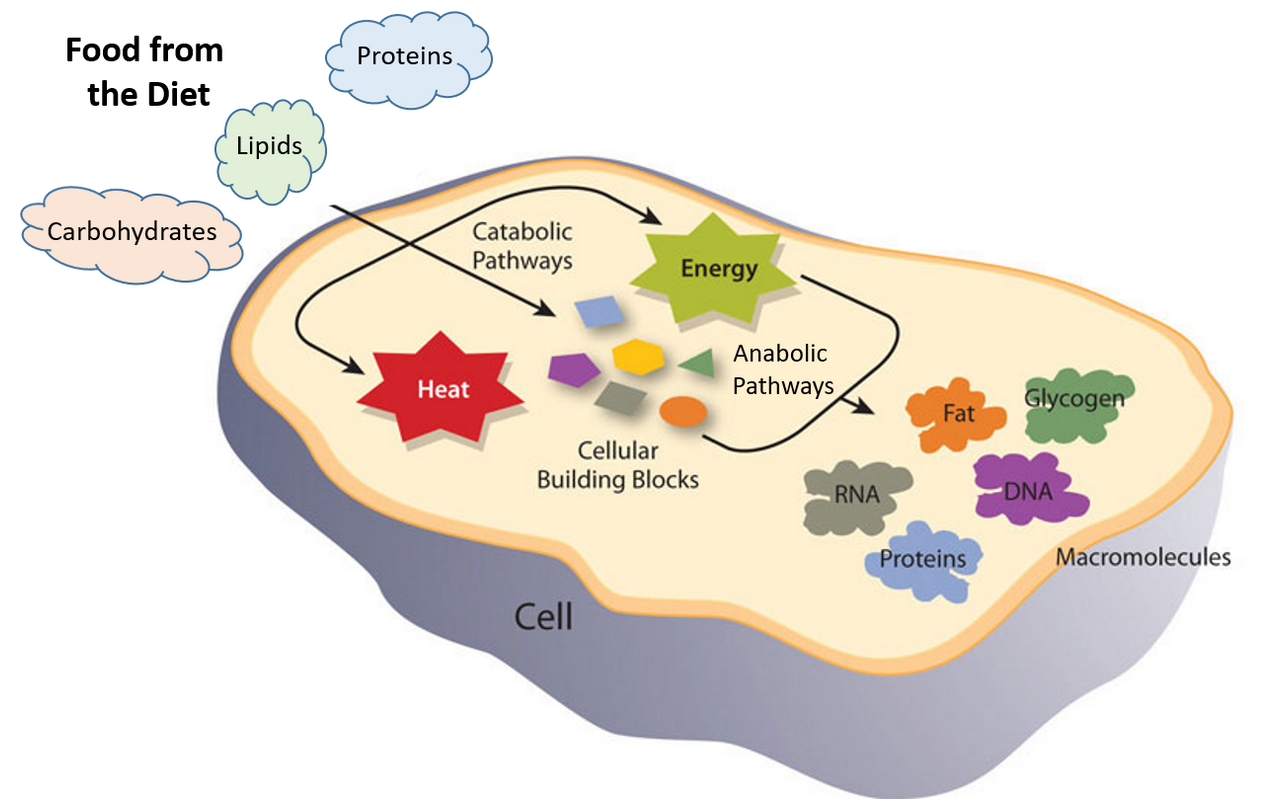 Food from
the Diet
Proteins
Lipids
Carbohydrates
Catabolic
Pathways
Energy
Heat
Anabolic
Pathways
Cellular
Building Blocks
Fat
Glycogen
RNA
DNA
Proteins
Macromolecules
Cell